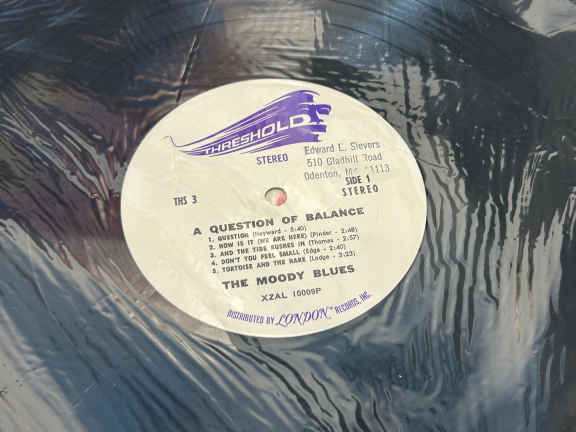 THRESHOLD
STEREO
Edward E. Sievers
510 Gladhill Road
Odenton, Md. 21113
THS 3
SIDE 1
STEREO
A QUESTION OF BALANCE
1. QUESTION (Hayward - 5:40)
2. HOW IS IT (WE ARE HERE) (Pinder - 2:48)
3. AND THE TIDE RUSHES IN (Thomas - 2:57)
4. DON'T YOU FEEL SMALL (Edge - 2:40)
5. TORTOISE AND THE HARE (Lodge - 3:23)
THE MOODY BLUES
XZAL 10009P
DISTRIBUTED BY LONDON RECORDS, INC.